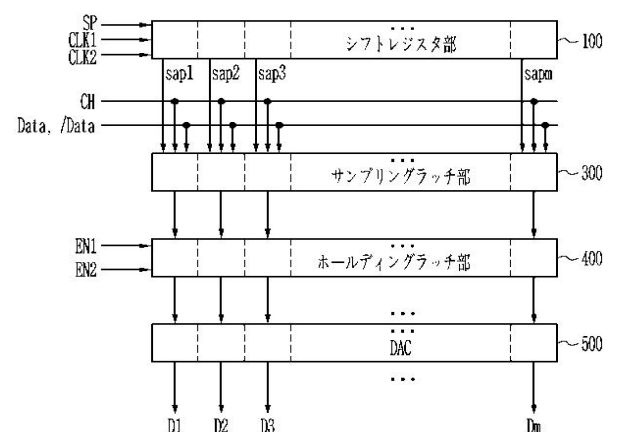 SP
CLK1
CLK2
シフトレジスタ部
100
sap1 sap2 sap3 sapm
CH
Data, /Data
サンプリングラッチ部
300
EN1
EN2
ホールディングラッチ部
400
DAC
500
D1 D2 D3 Dm